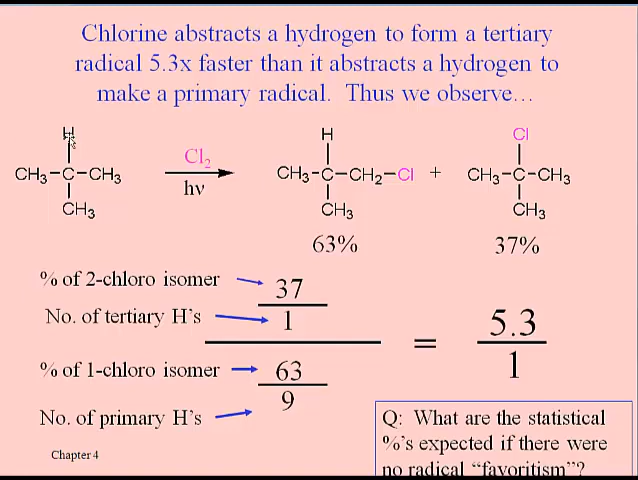 Chlorine abstracts a hydrogen to form a tertiary
radical 5.3x faster than it abstracts a hydrogen to
make a primary radical. Thus we observe…
H
CH₃-C-CH₃
CH₃
Cl₂
hν
H
CH₃-C-CH₂-Cl
CH₃
+
Cl
CH₃-C-CH₃
CH₃
63%
37%
% of 2-chloro isomer
37
No. of tertiary H's
1
% of 1-chloro isomer
63
No. of primary H's
9
=
5.3
1
Q: What are the statistical
%'s expected if there were
no radical “favoritism”?
Chapter 4